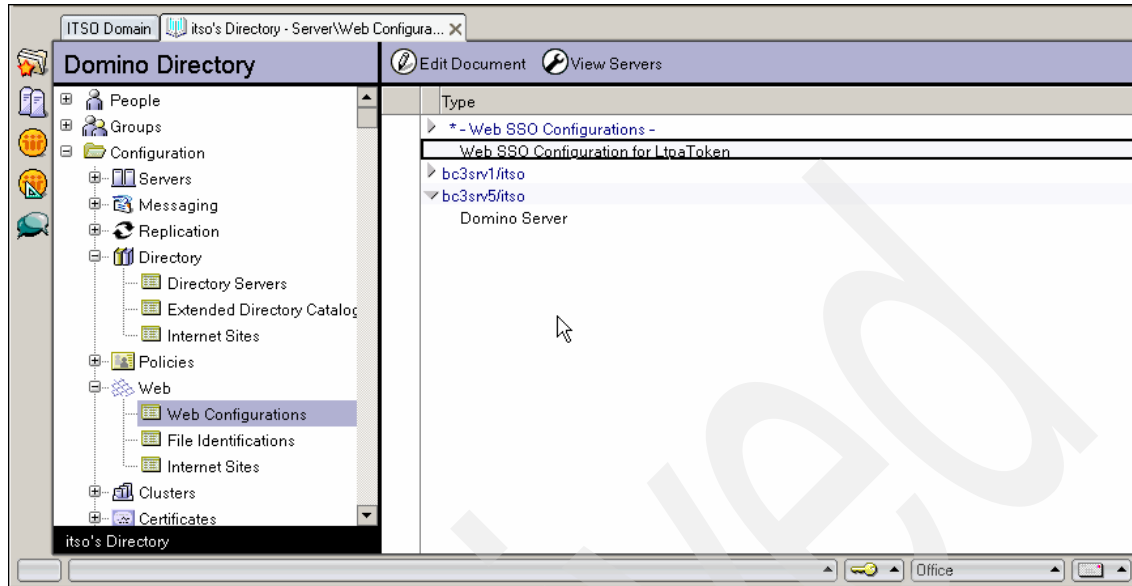 ITSO Domain
itso's Directory - Server\Web Configura...
Domino Directory
Edit Document
View Servers
People
Groups
Configuration
Servers
Messaging
Replication
Directory
Directory Servers
Extended Directory Catalog
Internet Sites
Policies
Web
Web Configurations
File Identifications
Internet Sites
Clusters
Certificates
itso's Directory
Type
* - Web SSO Configurations -
Web SSO Configuration for LtpaToken
bc3srv1/itso
bc3srv5/itso
Domino Server
Office
ved